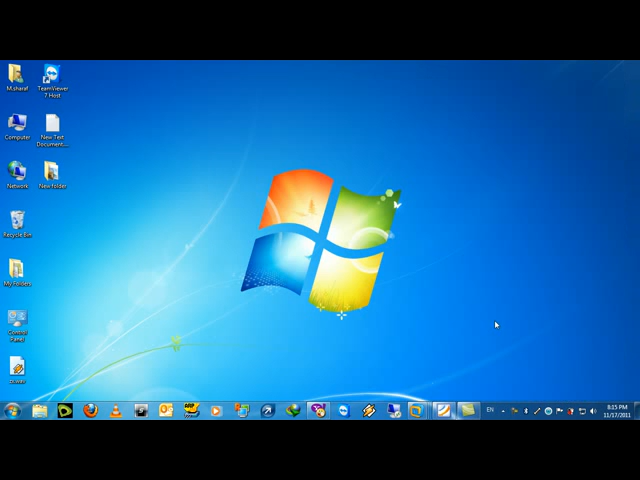 M.sharaf
TeamViewer
7 Host
Computer
New Text
Document....
Network
New folder
Recycle Bin
My Folders
Control
Panel
EN
8:15 PM
11/17/2011